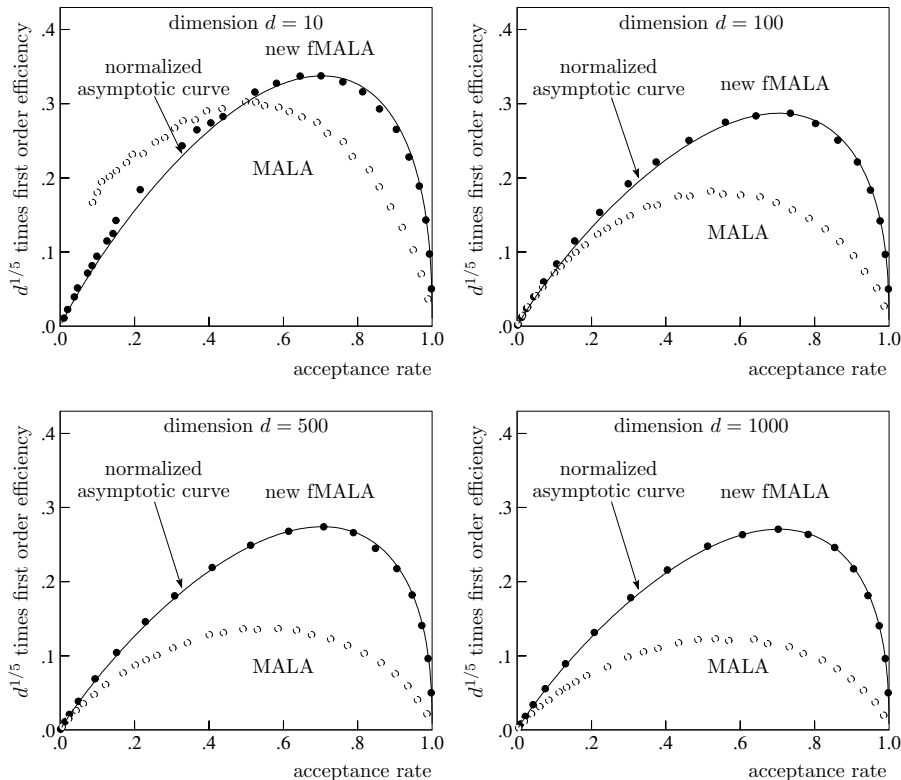 dimension d = 10
new fMALA
normalized
asymptotic curve
MALA
d^{1/5} times first order efficiency
.4
.3
.2
.1
.0
.0 .2 .4 .6 .8 1.0
acceptance rate
dimension d = 100
new fMALA
normalized
asymptotic curve
MALA
d^{1/5} times first order efficiency
.4
.3
.2
.1
.0
.0 .2 .4 .6 .8 1.0
acceptance rate
dimension d = 500
normalized
asymptotic curve
new fMALA
MALA
d^{1/5} times first order efficiency
.4
.3
.2
.1
.0
.0 .2 .4 .6 .8 1.0
acceptance rate
dimension d = 1000
normalized
asymptotic curve
new fMALA
MALA
d^{1/5} times first order efficiency
.4
.3
.2
.1
.0
.0 .2 .4 .6 .8 1.0
acceptance rate